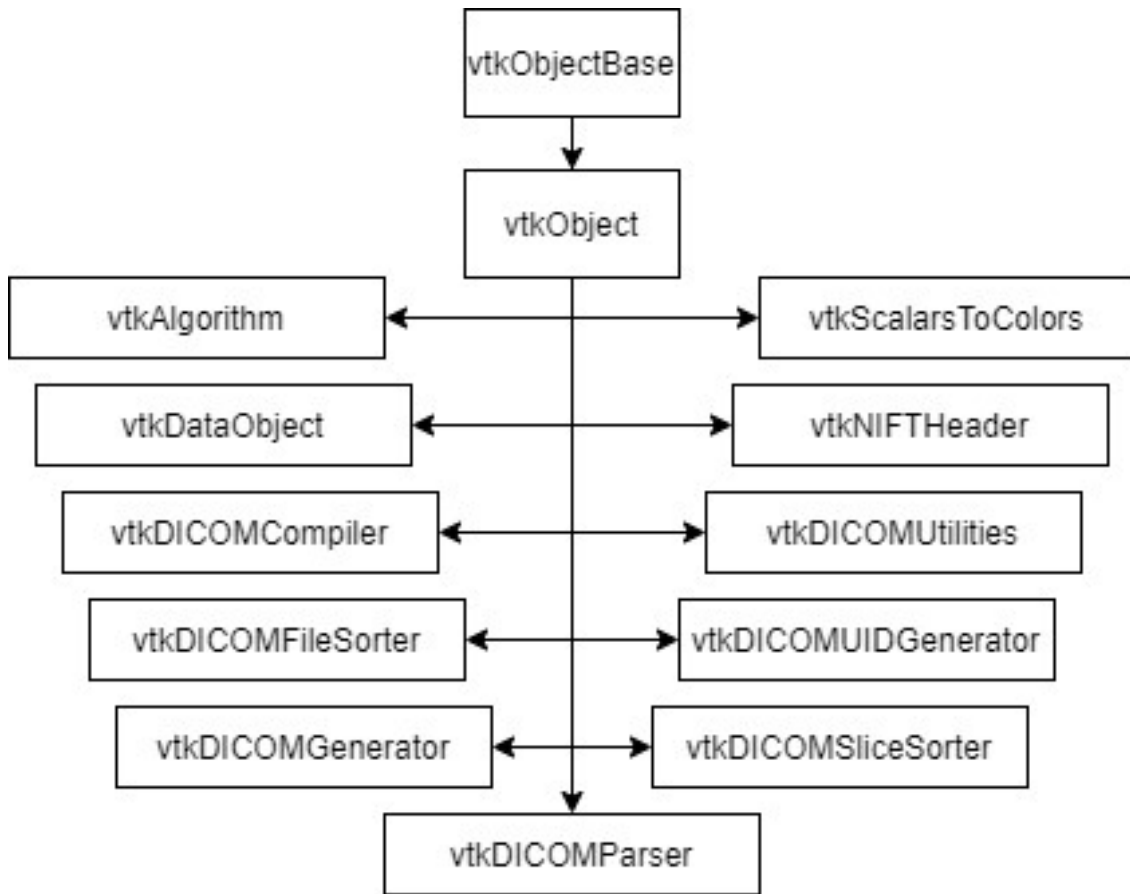 vtkObjectBase
vtkObject
vtkAlgorithm
vtkScalarsToColors
vtkDataObject
vtkNIFTHeader
vtkDICOMCompiler
vtkDICOMUtilities
vtkDICOMFileSorter
vtkDICOMUIDGenerator
vtkDICOMGenerator
vtkDICOMSliceSorter
vtkDICOMParser